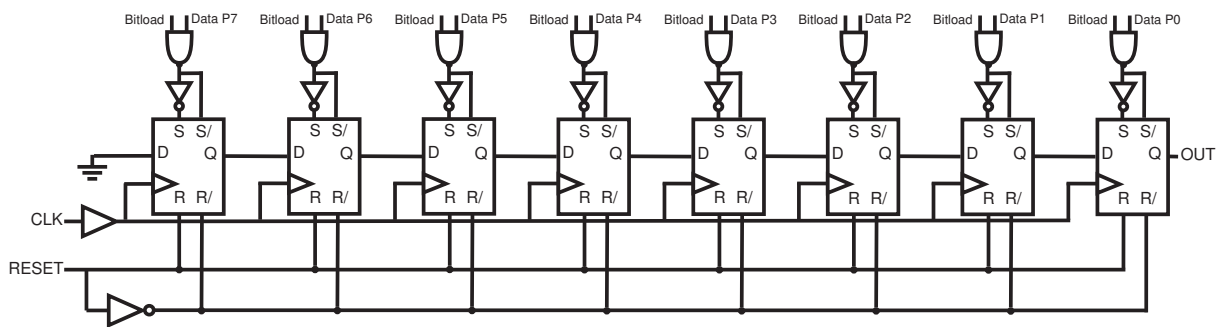 Bitload Data P7 Bitload Data P6 Bitload Data P5 Bitload Data P4 Bitload Data P3 Bitload Data P2 Bitload Data P1 Bitload Data P0
S S/ S S/ S S/ S S/ S S/ S S/ S S/ S S/
D Q D Q D Q D Q D Q D Q D Q D Q OUT
R R/ R R/ R R/ R R/ R R/ R R/ R R/ R R/
CLK
RESET